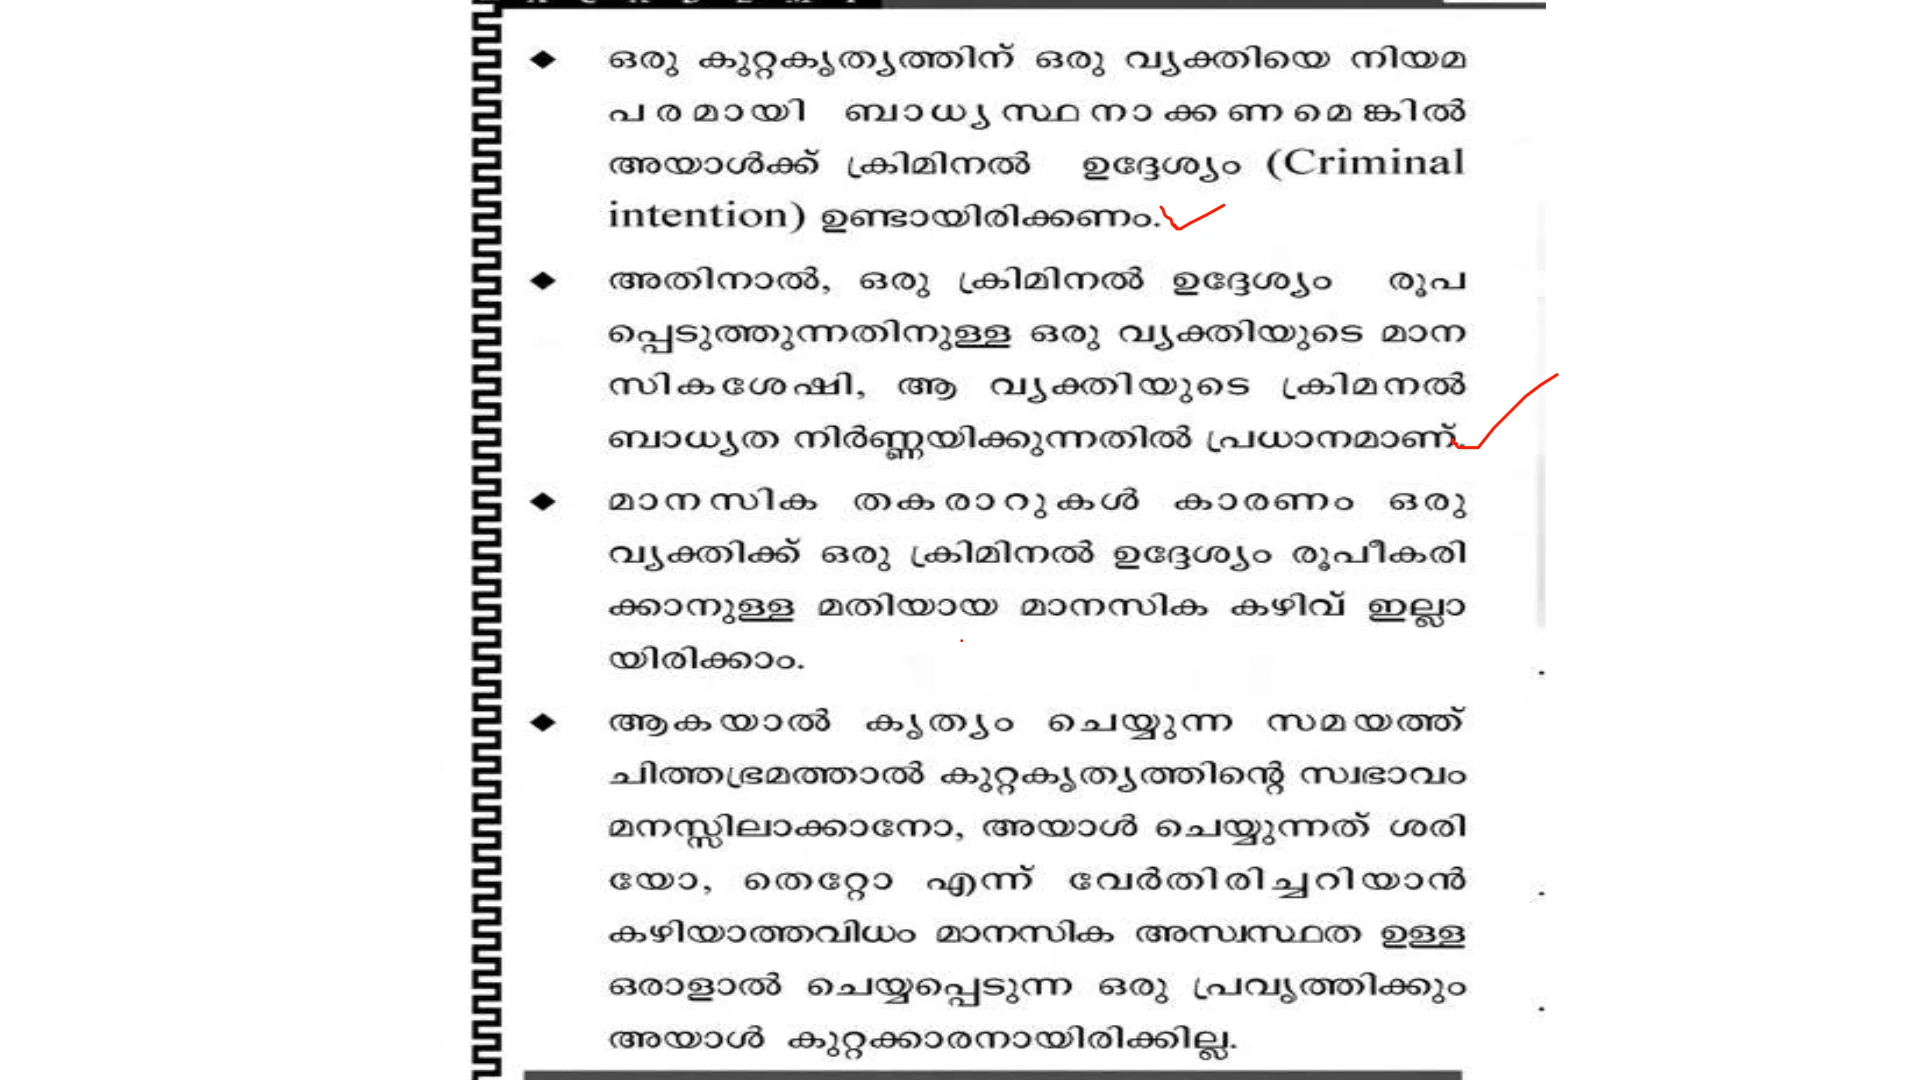 ◆ ഒരു കുറ്റകൃത്യത്തിന് ഒരു വ്യക്തിയെ നിയമ
പരമായി ബാധ്യസ്ഥനാക്കണമെങ്കിൽ
അയാൾക്ക് ക്രിമിനൽ ഉദ്ദേശ്യം (Criminal
intention) ഉണ്ടായിരിക്കണം.
◆ അതിനാൽ, ഒരു ക്രിമിനൽ ഉദ്ദേശ്യം രൂപ
പ്പെടുത്തുന്നതിനുള്ള ഒരു വ്യക്തിയുടെ മാന
സികശേഷി, ആ വ്യക്തിയുടെ ക്രിമനൽ
ബാധ്യത നിർണ്ണയിക്കുന്നതിൽ പ്രധാനമാണ്.
◆ മാനസിക തകരാറുകൾ കാരണം ഒരു
വ്യക്തിക്ക് ഒരു ക്രിമിനൽ ഉദ്ദേശ്യം രൂപീകരി
ക്കാനുള്ള മതിയായ മാനസിക കഴിവ് ഇല്ലാ
യിരിക്കാം.
◆ ആകയാൽ കൃത്യം ചെയ്യുന്ന സമയത്ത്
ചിത്തഭ്രമത്താൽ കുറ്റകൃത്യത്തിന്റെ സ്വഭാവം
മനസ്സിലാക്കാനോ, അയാൾ ചെയ്യുന്നത് ശരി
യോ, തെറ്റോ എന്ന് വേർതിരിച്ചറിയാൻ
കഴിയാത്തവിധം മാനസിക അസ്വസ്ഥത ഉള്ള
ഒരാളാൽ ചെയ്യപ്പെടുന്ന ഒരു പ്രവൃത്തിക്കും
അയാൾ കുറ്റക്കാരനായിരിക്കില്ല.